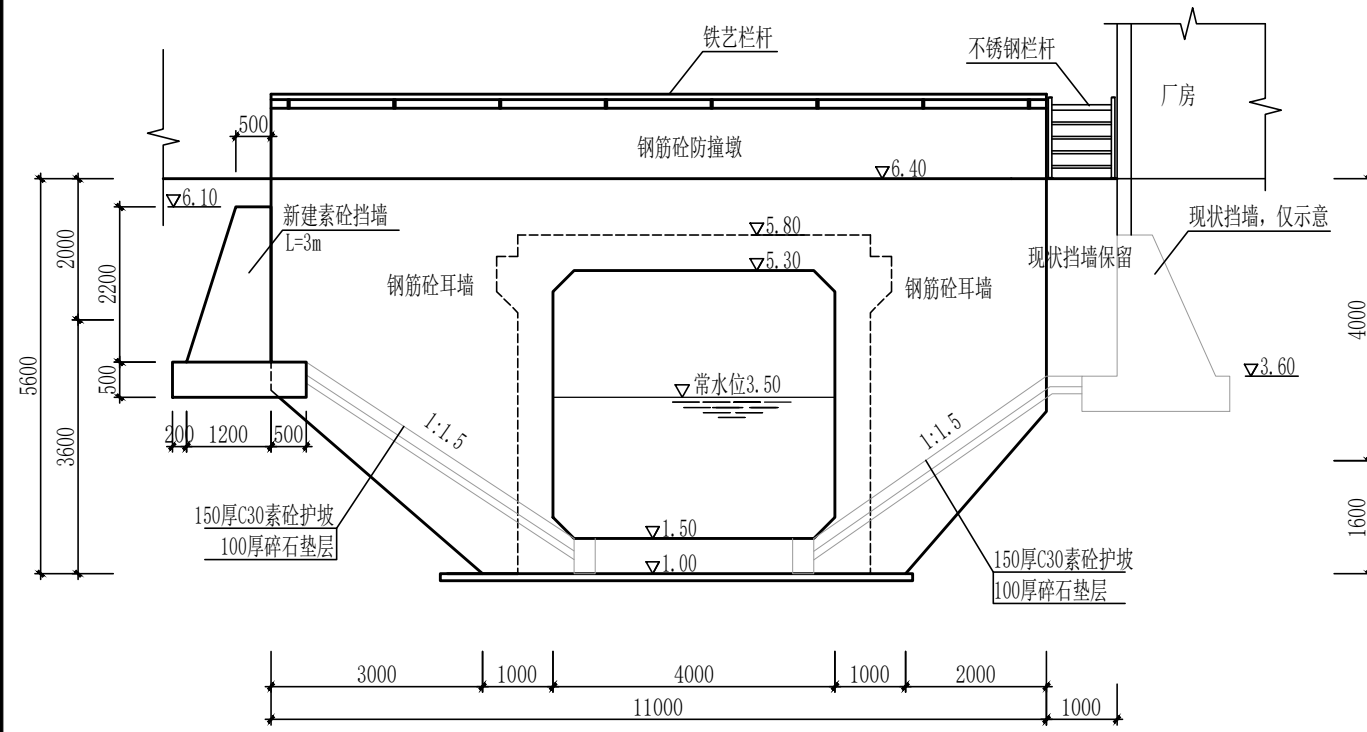 铁艺栏杆
不锈钢栏杆
厂房
500
钢筋砼防撞墩
6.40
6.10
新建素砼挡墙
L=3m
5.80
5.30
现状挡墙,仅示意
现状挡墙保留
钢筋砼耳墙
钢筋砼耳墙
2000
2200
4000
5600
500
常水位3.50
3.60
200
1200
500
3600
1:1.5
1:1.5
150厚C30素砼护坡
100厚碎石垫层
1.50
1.00
150厚C30素砼护坡
100厚碎石垫层
1600
3000
1000
4000
1000
2000
11000
1000